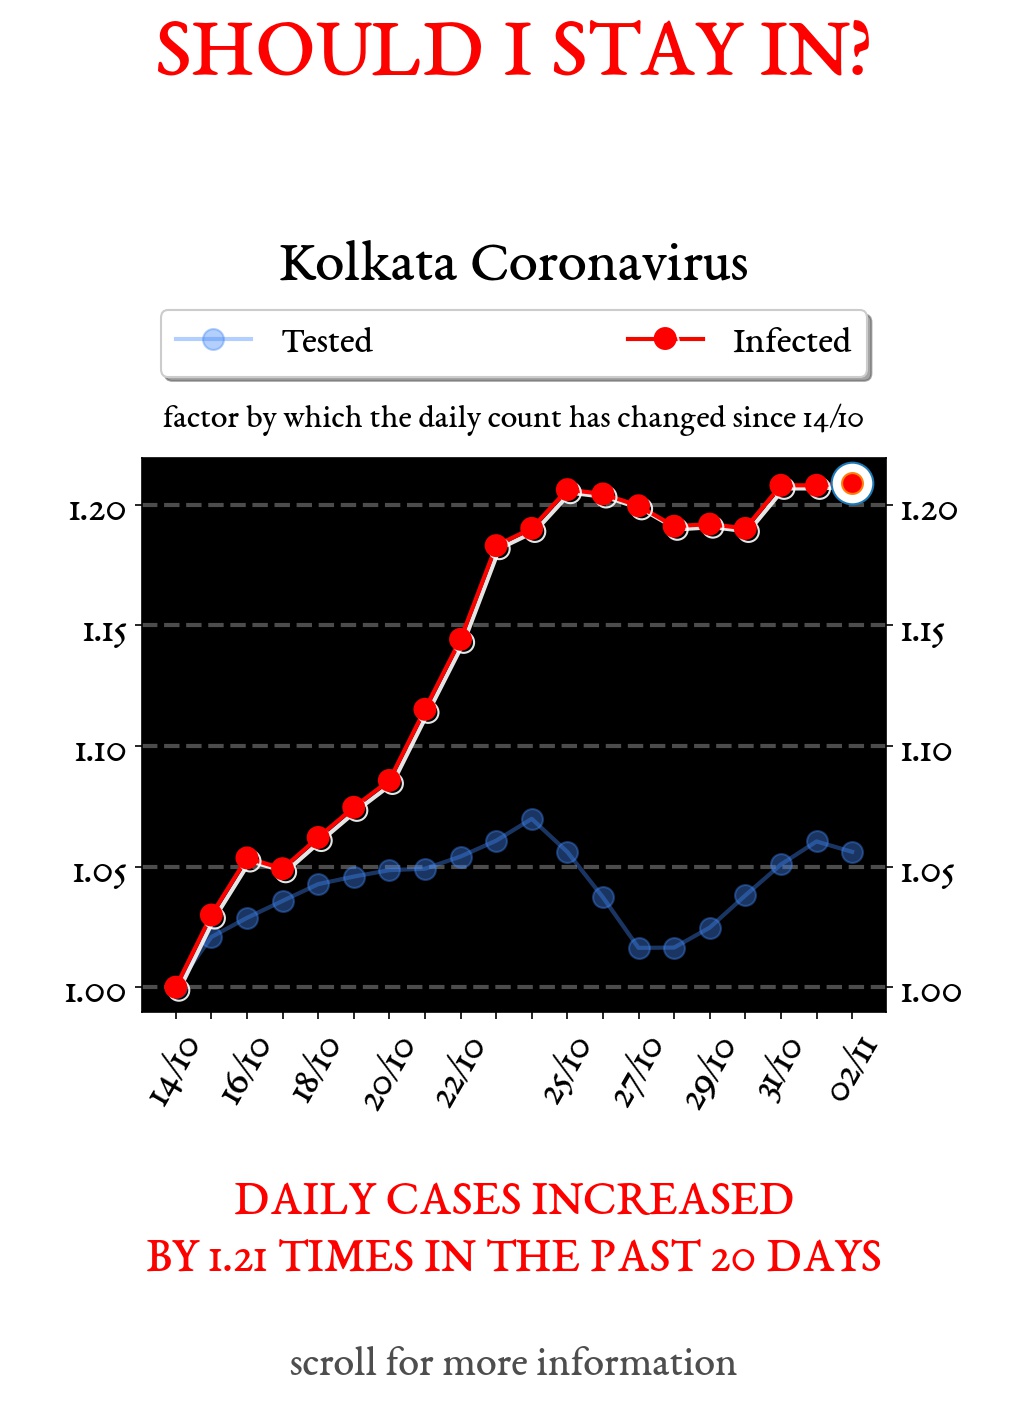 SHOULD I STAY IN?
Kolkata Coronavirus
Tested Infected
factor by which the daily count has changed since 14/10
1.20 1.20
1.15 1.15
1.10 1.10
1.05 1.05
1.00 1.00
14/10 16/10 18/10 20/10 22/10 25/10 27/10 29/10 31/10 02/11
DAILY CASES INCREASED
BY 1.21 TIMES IN THE PAST 20 DAYS
scroll for more information